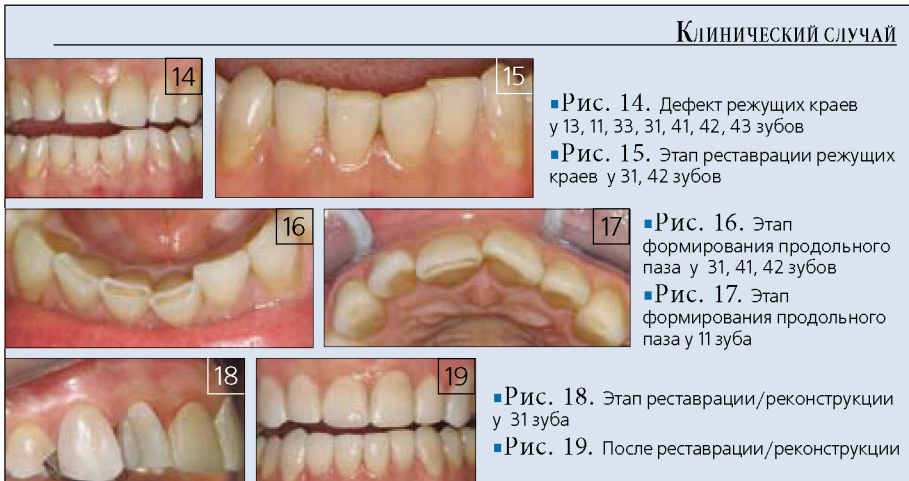 Клинический случай
14
15
■Рис. 14. Дефект режущих краев
у 13, 11, 33, 31, 41, 42, 43 зубов
■Рис. 15. Этап реставрации режущих
краев у 31, 42 зубов
16
17
■Рис. 16. Этап
формирования продольного
паза у 31, 41, 42 зубов
■Рис. 17. Этап
формирования продольного
паза у 11 зуба
18
19
■Рис. 18. Этап реставрации/реконструкции
у 31 зуба
■Рис. 19. После реставрации/реконструкции